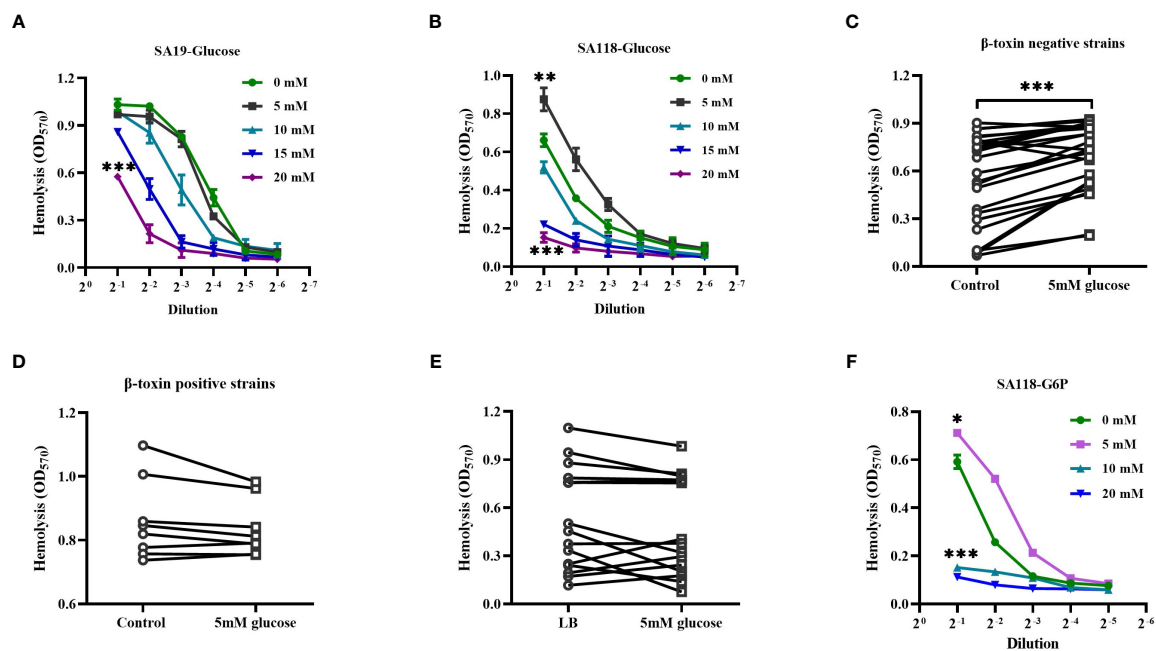 A
SA19-Glucose
Hemolysis (OD₅₇₀)
1.2
0.9
0.6
0.3
0.0
***
0 mM
5 mM
10 mM
15 mM
20 mM
2⁰ 2⁻¹ 2⁻² 2⁻³ 2⁻⁴ 2⁻⁵ 2⁻⁶ 2⁻⁷
Dilution
B
SA118-Glucose
Hemolysis (OD₅₇₀)
1.0
0.8
0.6
0.4
0.2
0.0
**
***
0 mM
5 mM
10 mM
15 mM
20 mM
2⁰ 2⁻¹ 2⁻² 2⁻³ 2⁻⁴ 2⁻⁵ 2⁻⁶ 2⁻⁷
Dilution
C
β-toxin negative strains
Hemolysis (OD₅₇₀)
1.2
0.9
0.6
0.3
0.0
***
Control 5mM glucose
D
β-toxin positive strains
Hemolysis (OD₅₇₀)
1.2
1.0
0.8
0.6
Control 5mM glucose
E
Hemolysis (OD₅₇₀)
1.2
0.9
0.6
0.3
0.0
LB 5mM glucose
F
SA118-G6P
Hemolysis (OD₅₇₀)
0.8
0.6
0.4
0.2
0.0
*
***
0 mM
5 mM
10 mM
20 mM
2⁰ 2⁻¹ 2⁻² 2⁻³ 2⁻⁴ 2⁻⁵ 2⁻⁶
Dilution